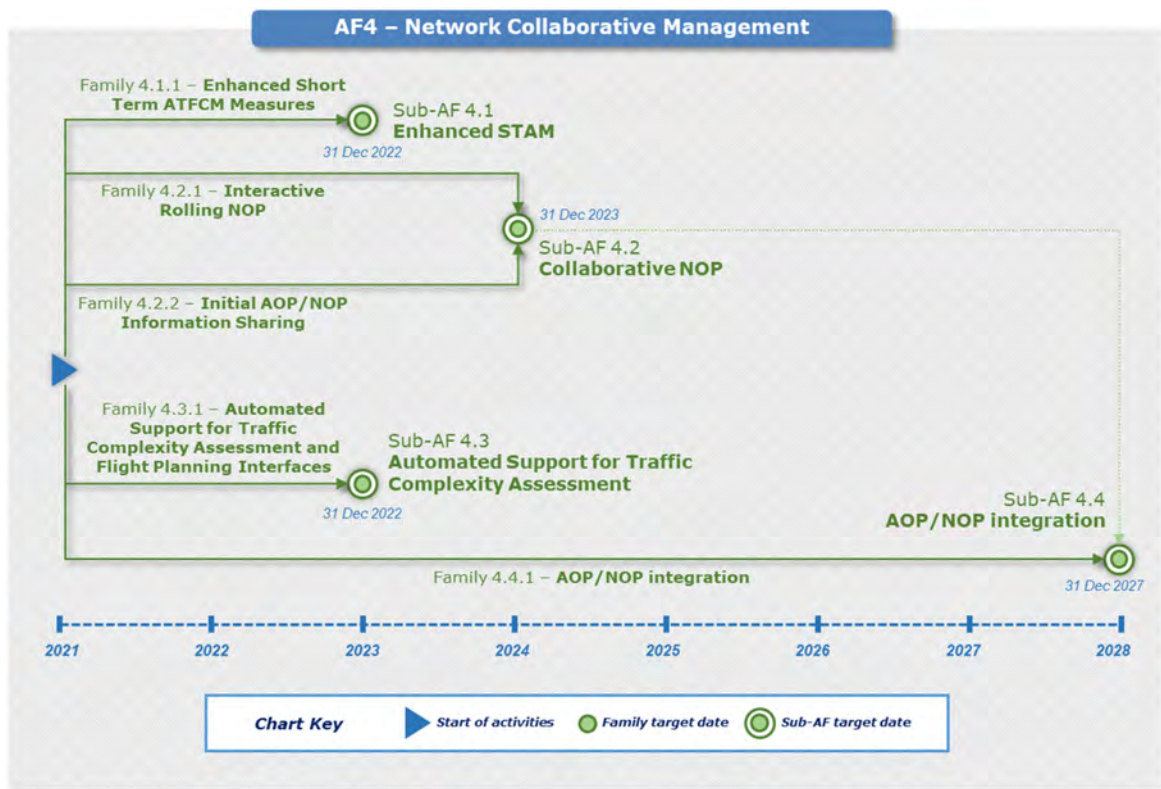 AF4 – Network Collaborative Management
Family 4.1.1 – Enhanced Short
Term ATFCM Measures
Sub-AF 4.1
Enhanced STAM
31 Dec 2022
Family 4.2.1 – Interactive
Rolling NOP
31 Dec 2023
Sub-AF 4.2
Collaborative NOP
Family 4.2.2 – Initial AOP/NOP
Information Sharing
Family 4.3.1 – Automated
Support for Traffic
Complexity Assessment and
Flight Planning Interfaces
Sub-AF 4.3
Automated Support for Traffic
Complexity Assessment
31 Dec 2022
Sub-AF 4.4
AOP/NOP integration
Family 4.4.1 – AOP/NOP integration
31 Dec 2027
2021 2022 2023 2024 2025 2026 2027 2028
Chart Key Start of activities Family target date Sub-AF target date